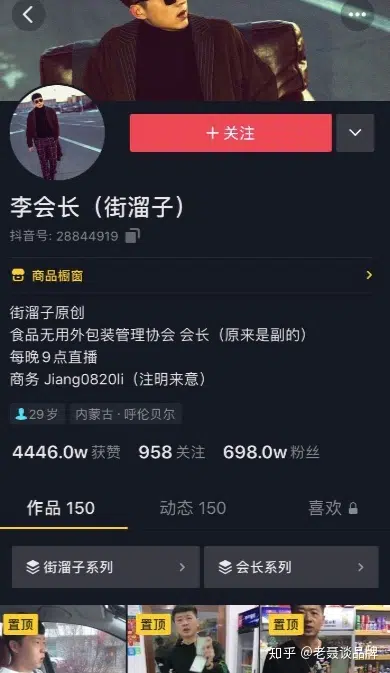 +关注
李会长（街溜子）
抖音号: 28844919
商品橱窗
街溜子原创
食品无用外包装管理协会 会长（原来是副的）
每晚9点直播
商务 Jiang0820li（注明来意）
29岁 内蒙古·呼伦贝尔
4446.0w 获赞 958 关注 698.0w 粉丝
作品 150 动态 150 喜欢
街溜子系列 会长系列
置顶 置顶 置顶
知乎 @老聂谈品牌